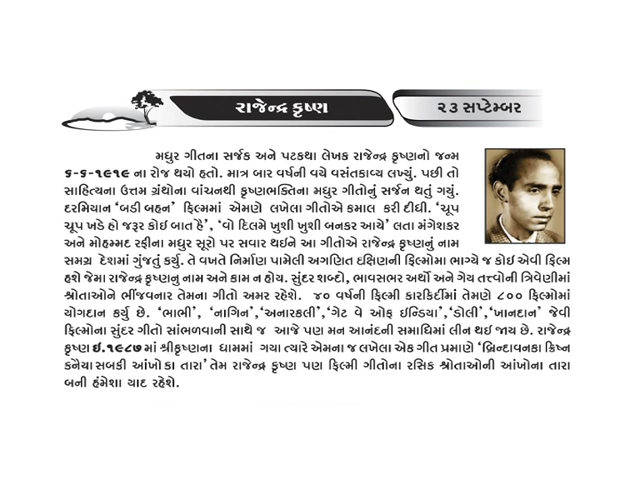 રાજેન્દ્ર કૃષ્ણ
૨૩ સપ્ટેમ્બર
મધુર ગીતના સર્જક અને પટકથા લેખક રાજેન્દ્ર કૃષ્ણનો જન્મ
૬-૬-૧૯૧૯ ના રોજ થયો હતો. માત્ર બાર વર્ષની વયે વસંતકાવ્ય લખ્યું. પછી તો
સાહિત્યના ઉત્તમ ગ્રંથોના વાંચનથી કૃષ્ણભક્તિના મધુર ગીતોનું સર્જન થતું ગયું.
દરમિયાન ‘બડી બહન’ ફિલ્મમાં એમણે લખેલા ગીતોએ કમાલ કરી દીધી. ‘ચૂપ
ચૂપ ખડે હો જરૂર કોઈ બાત હૈ’, ‘વો દિલમે ખુશી ખુશી બનકર આયે’ લતા મંગેશકર
અને મોહમ્મદ રફીના મધુર સૂરો પર સવાર થઇને આ ગીતોએ રાજેન્દ્ર કૃષ્ણનું નામ
સમગ્ર દેશમાં ગુંજતું કર્યું. તે વખતે નિર્માણ પામેલી અગણિત દક્ષિણની ફિલ્મોમા ભાગ્યે જ કોઇ એવી ફિલ્મ
હશે જેમા રાજેન્દ્ર કૃષ્ણનુ નામ અને કામ ન હોય. સુંદર શબ્દો, ભાવસભર અર્થો અને ગેય તત્ત્વોની ત્રિવેણીમાં
શ્રોતાઓને ભીંજવનાર તેમના ગીતો અમર રહેશે. ૪૦ વર્ષની ફિલ્મી કારકિર્દીમાં તેમણે ૮૦૦ ફિલ્મોમાં
યોગદાન કર્યુ છે. ‘ભાભી’, ‘નાગિન’,‘અનારકલી’,‘ગેટ વે ઓફ ઇન્ડિયા’,‘ડોલી’,‘ખાનદાન’ જેવી
ફિલ્મોના સુંદર ગીતો સાંભળવાની સાથે જ આજે પણ મન આનંદની સમાધિમાં લીન થઇ જાય છે. રાજેન્દ્ર
કૃષ્ણ ઇ.૧૯૮૭માં શ્રીકૃષ્ણના ધામમાં ગયા ત્યારે એમના જ લખેલા એક ગીત પ્રમાણે ‘બ્રિન્દાવનકા ક્રિષ્ન
કનૈયા સબકી આંખો કા તારા’ તેમ રાજેન્દ્ર કૃષ્ણ પણ ફિલ્મી ગીતોના રસિક શ્રોતાઓની આંખોના તારા
બની હંમેશા યાદ રહેશે.